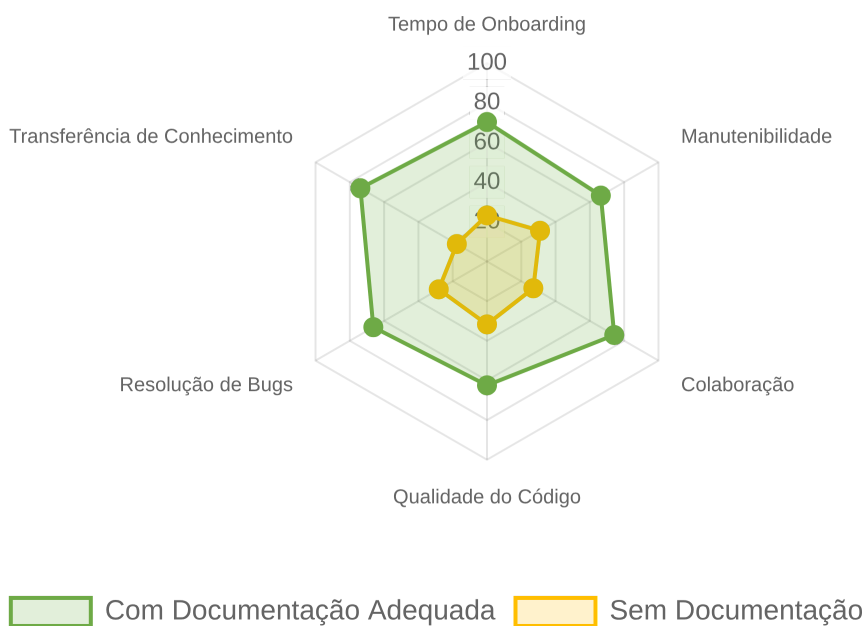 Tempo de Onboarding
100
80
60
40
20
Transferência de Conhecimento
Manutenibilidade
Resolução de Bugs
Colaboração
Qualidade do Código
Com Documentação Adequada
Sem Documentação